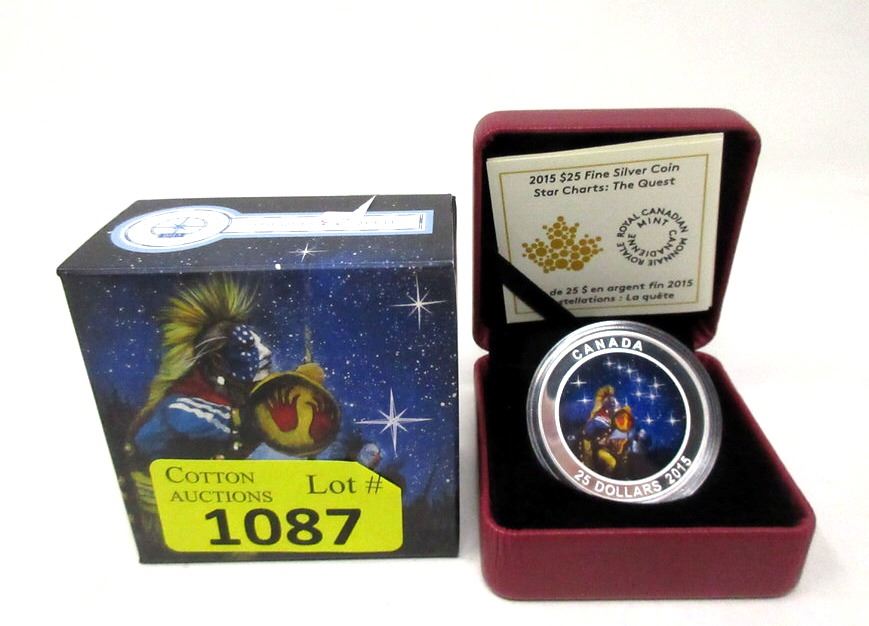 COTTON
AUCTIONS
Lot #
1087
2015 $25 Fine Silver Coin
Star Charts: The Quest
ROYAL CANADIAN MINT
MONNAIE ROYALE CANADIENNE
de 25 $ en argent fin 2015
stellations : La quête
CANADA
25 DOLLARS 2015